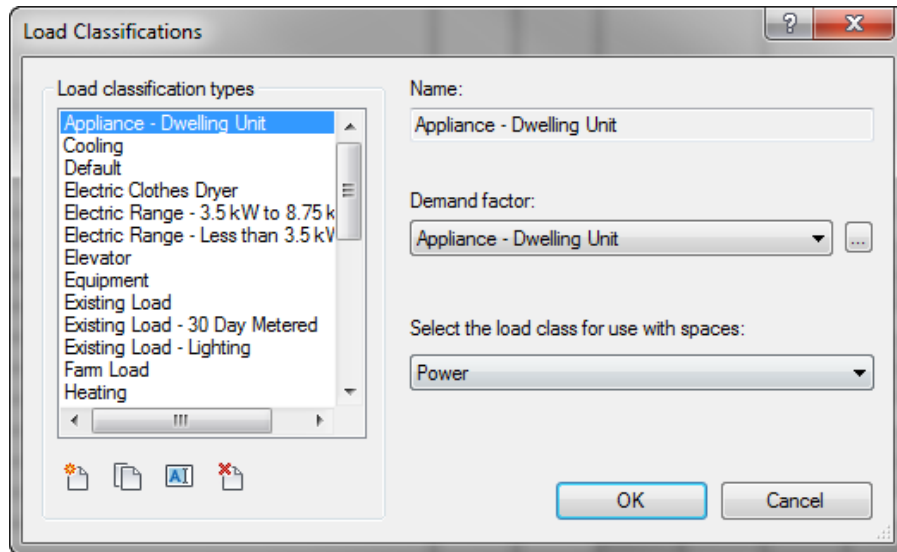 Load Classifications
Load classification types
Appliance - Dwelling Unit
Cooling
Default
Electric Clothes Dryer
Electric Range - 3.5 kW to 8.75 k
Electric Range - Less than 3.5 kW
Elevator
Equipment
Existing Load
Existing Load - 30 Day Metered
Existing Load - Lighting
Farm Load
Heating
Name:
Appliance - Dwelling Unit
Demand factor:
Appliance - Dwelling Unit
...
Select the load class for use with spaces:
Power
OK
Cancel